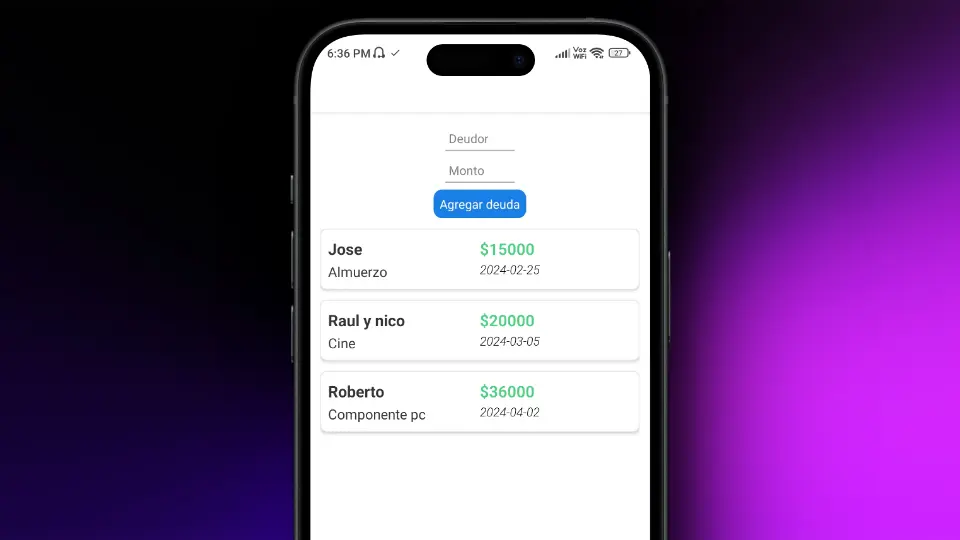 6:36 PM
Voz
WiFi
27
Deudor
Monto
Agregar deuda
Jose
$15000
Almuerzo
2024-02-25
Raul y nico
$20000
Cine
2024-03-05
Roberto
$36000
Componente pc
2024-04-02